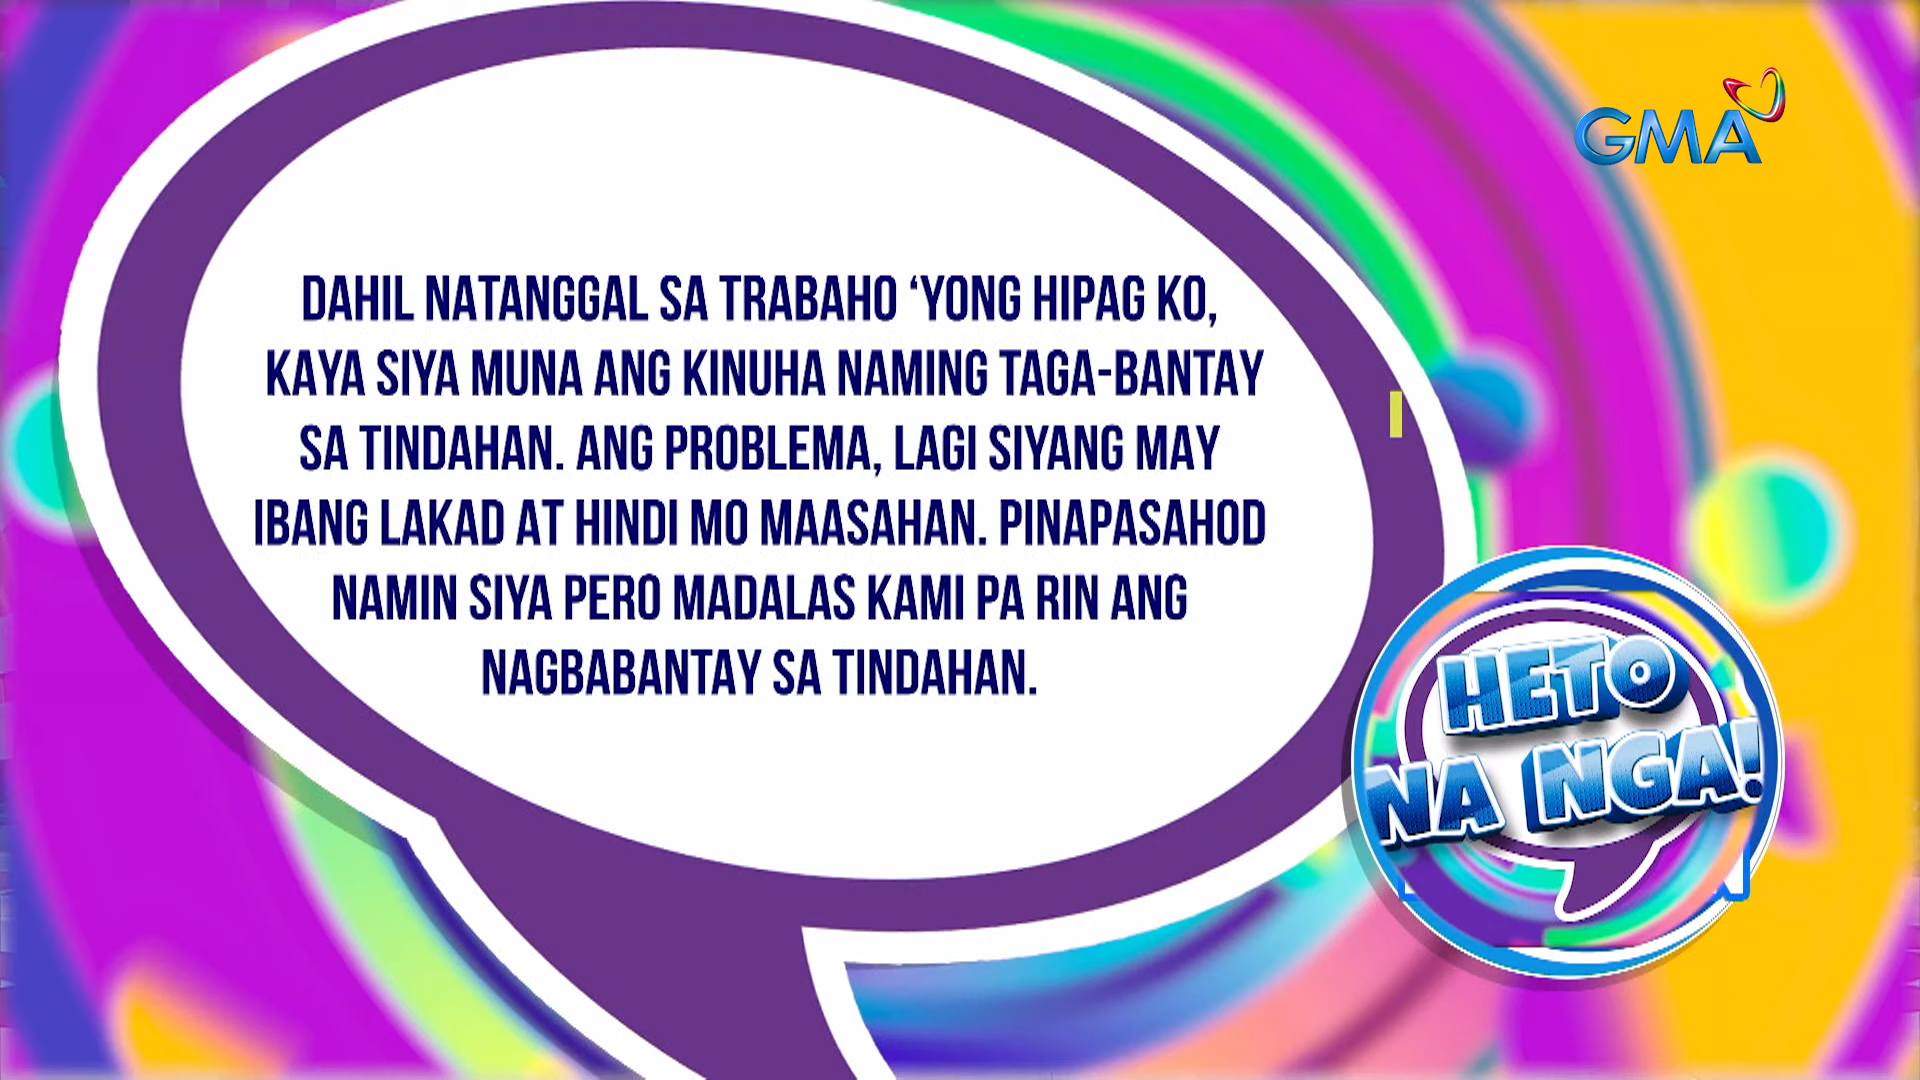 GMA
DAHIL NATANGGAL SA TRABAHO ‘YONG HIPAG KO,
KAYA SIYA MUNA ANG KINUHA NAMING TAGA-BANTAY
SA TINDAHAN. ANG PROBLEMA, LAGI SIYANG MAY
IBANG LAKAD AT HINDI MO MAASAHAN. PINAPASAHOD
NAMIN SIYA PERO MADALAS KAMI PA RIN ANG
NAGBABANTAY SA TINDAHAN.
HETO
NA NGA!